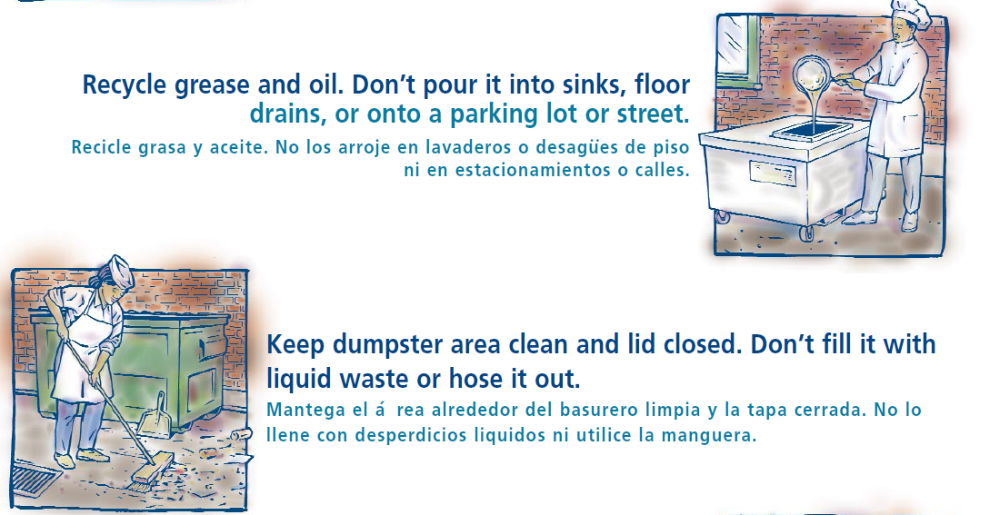 Recycle grease and oil. Don't pour it into sinks, floor
drains, or onto a parking lot or street.
Recicle grasa y aceite. No los arroje en lavaderos o desagües de piso
ni en estacionamientos o calles.
Keep dumpster area clean and lid closed. Don't fill it with
liquid waste or hose it out.
Mantega el á rea alrededor del basurero limpia y la tapa cerrada. No lo
llene con desperdicios liquidos ni utilice la manguera.